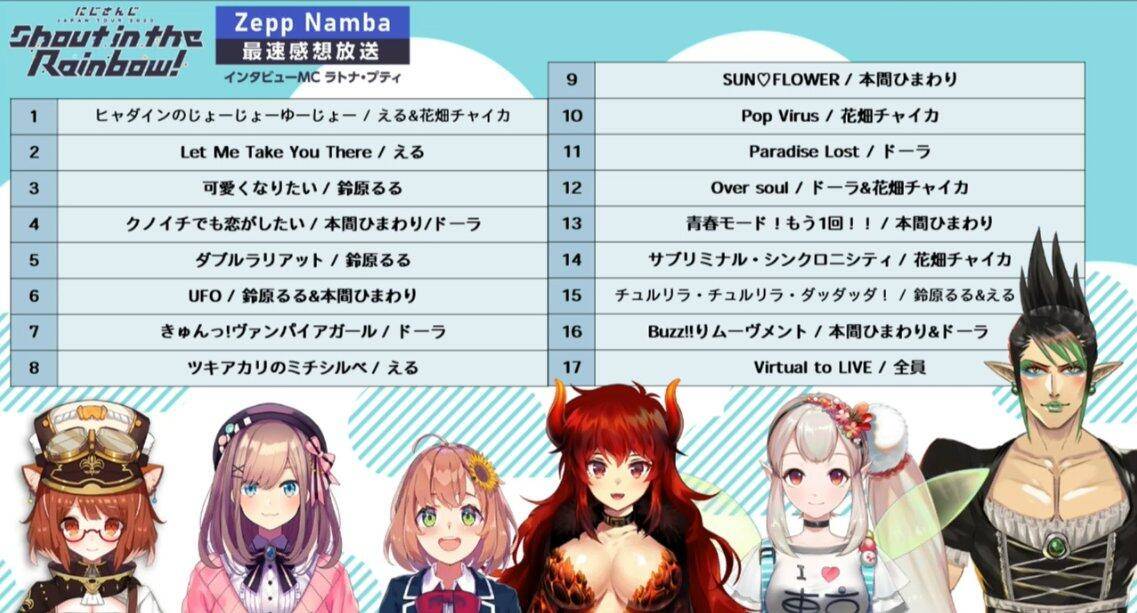 にじさんじ
JAPAN TOUR 2020
Shout in the
Rainbow!
Zepp Namba
最速感想放送
インタビューMC ラトナ・プティ
1 ヒャダインのじょーじょーゆーじょー / える&花畑チャイカ
2 Let Me Take You There / える
3 可愛くなりたい / 鈴原るる
4 クノイチでも恋がしたい / 本間ひまわり/ドーラ
5 ダブルラリアット / 鈴原るる
6 UFO / 鈴原るる&本間ひまわり
7 きゅんっ!ヴァンパイアガール / ドーラ
8 ツキアカリのミチシルベ / える
9 SUN♡FLOWER / 本間ひまわり
10 Pop Virus / 花畑チャイカ
11 Paradise Lost / ドーラ
12 Over soul / ドーラ&花畑チャイカ
13 青春モード！もう1回！！ / 本間ひまわり
14 サブリミナル・シンクロニシティ / 花畑チャイカ
15 チュルリラ・チュルリラ・ダッダッダ！ / 鈴原るる&える
16 Buzz!!りムーヴメント / 本間ひまわり&ドーラ
17 Virtual to LIVE / 全員
I ♥
東京